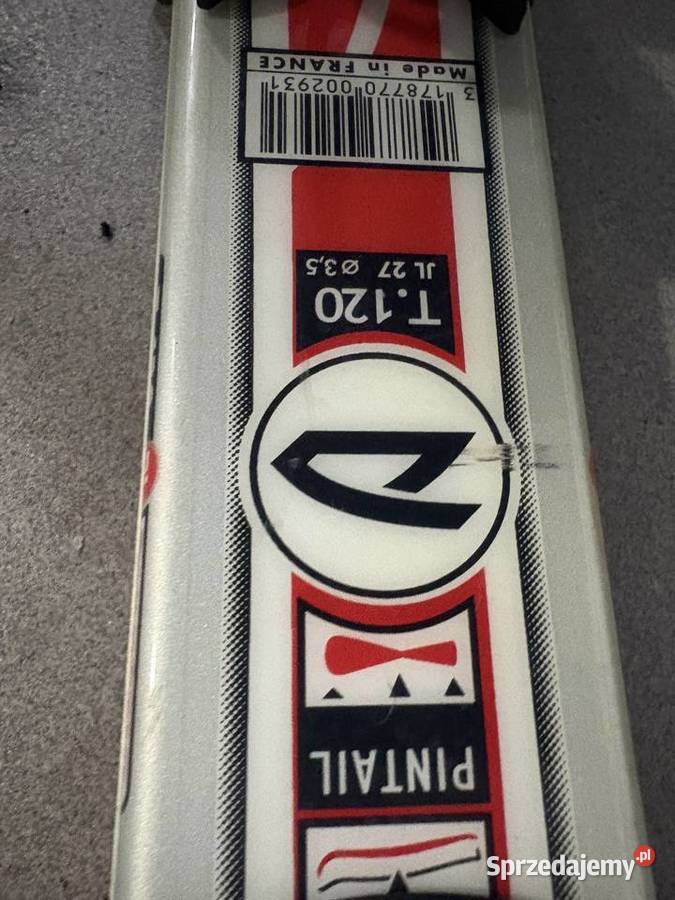 PINTAIL
T.120
JL 27 Ø3,5
3 178770 002931
Made in FRANCE
Sprzedajemy.pl